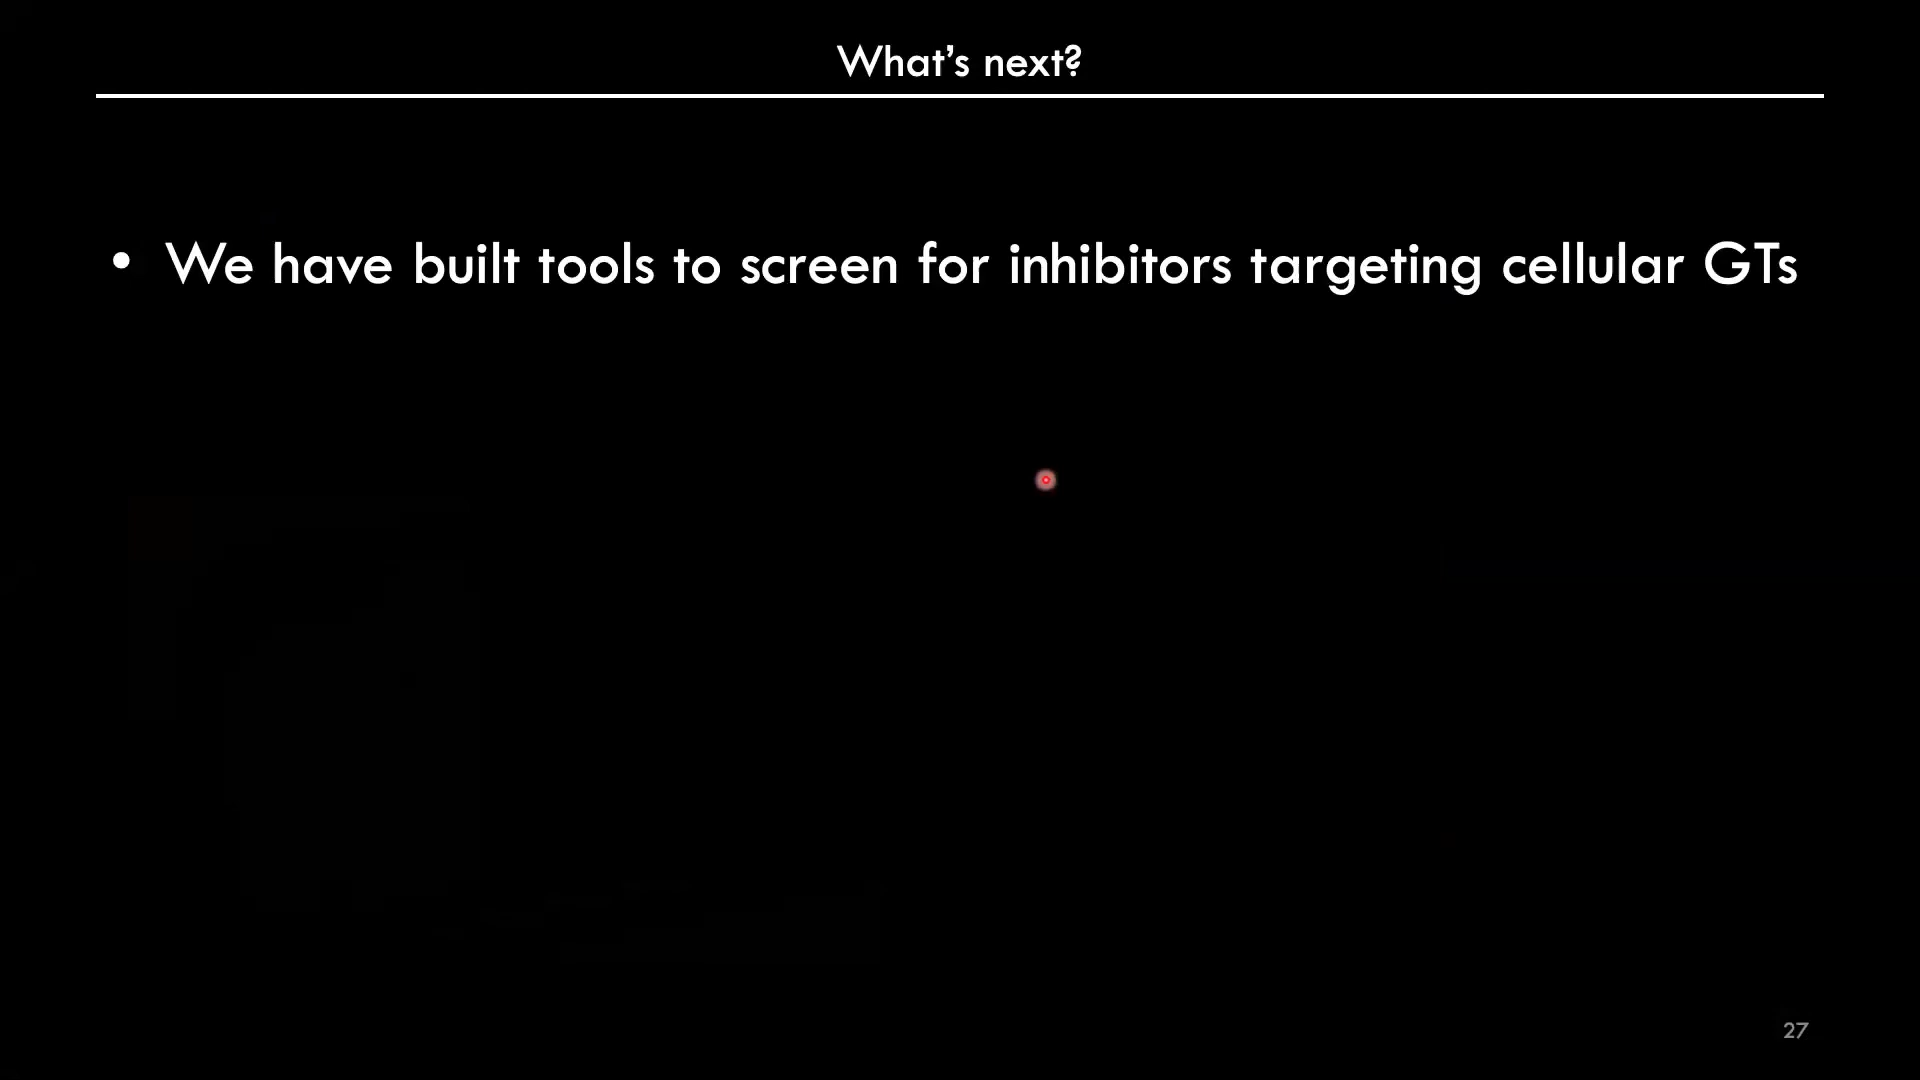 What’s next?
• We have built tools to screen for inhibitors targeting cellular GTs
27